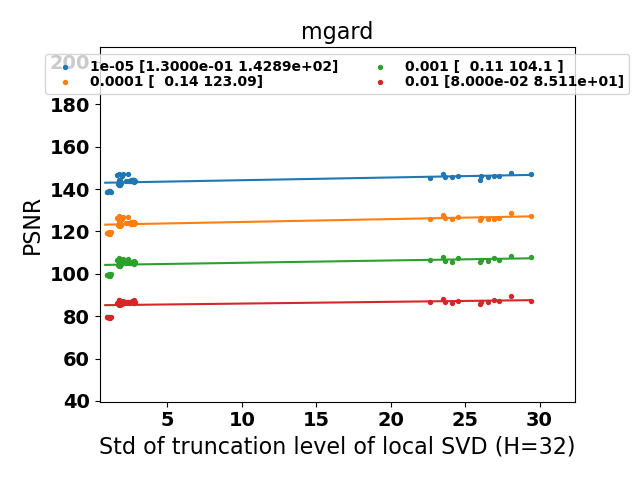 mgard
1e-05 [1.3000e-01 1.4289e+02]
0.0001 [  0.14 123.09]
0.001 [  0.11 104.1 ]
0.01 [8.000e-02 8.511e+01]
PSNR
200
180
160
140
120
100
80
60
40
5 10 15 20 25 30
Std of truncation level of local SVD (H=32)